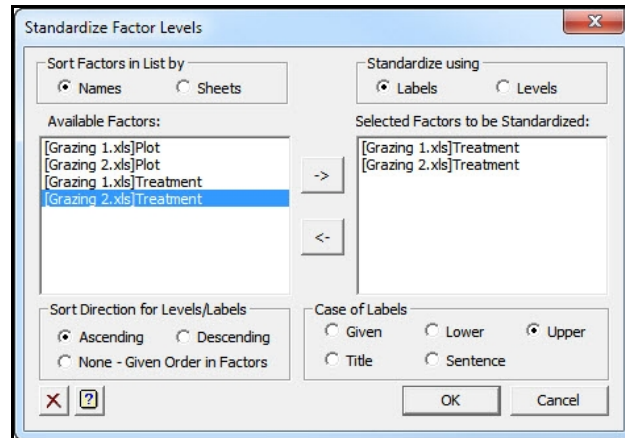 Standardize Factor Levels
Sort Factors in List by
Names Sheets
Standardize using
Labels Levels
Available Factors:
[Grazing 1.xls]Plot
[Grazing 2.xls]Plot
[Grazing 1.xls]Treatment
[Grazing 2.xls]Treatment
->
<-
Selected Factors to be Standardized:
[Grazing 1.xls]Treatment
[Grazing 2.xls]Treatment
Sort Direction for Levels/Labels
Ascending Descending
None - Given Order in Factors
Case of Labels
Given Lower Upper
Title Sentence
?
OK Cancel